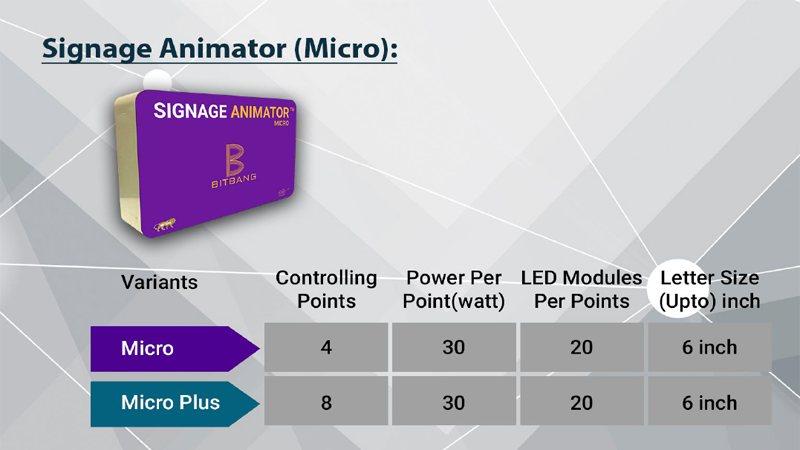 Signage Animator (Micro):
SIGNAGE ANIMATOR™
MICRO
BITBANG
Variants
Controlling
Points
Power Per
Point(watt)
LED Modules
Per Points
Letter Size
(Upto) inch
Micro 4 30 20 6 inch
Micro Plus 8 30 20 6 inch